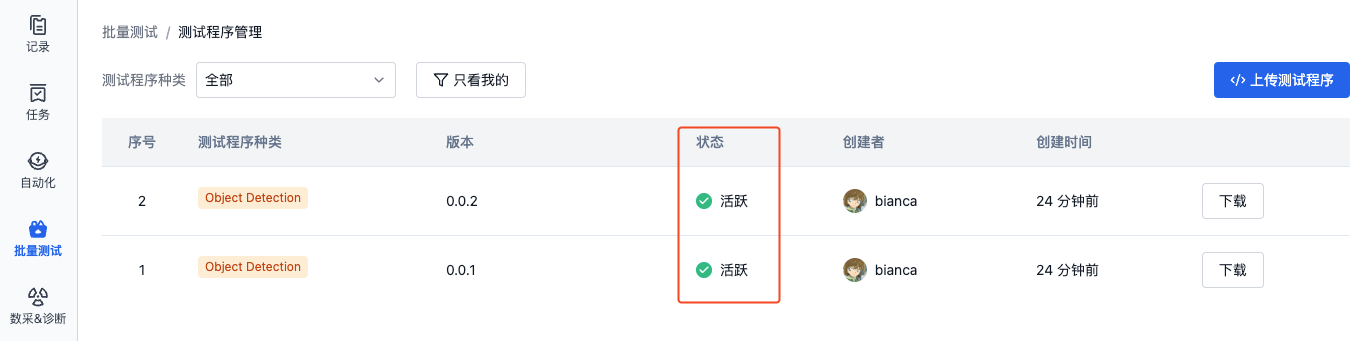 记录
任务
自动化
批量测试
数采&诊断
批量测试 / 测试程序管理
测试程序种类 全部 只看我的 上传测试程序
序号 测试程序种类 版本 状态 创建者 创建时间
2 Object Detection 0.0.2 活跃 bianca 24 分钟前 下载
1 Object Detection 0.0.1 活跃 bianca 24 分钟前 下载